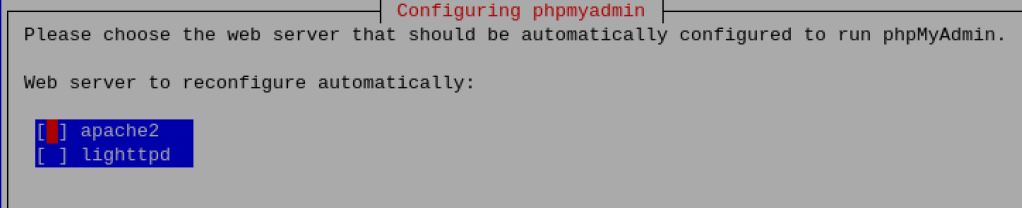 Configuring phpmyadmin
Please choose the web server that should be automatically configured to run phpMyAdmin.
Web server to reconfigure automatically:
[ ] apache2
[ ] lighttpd